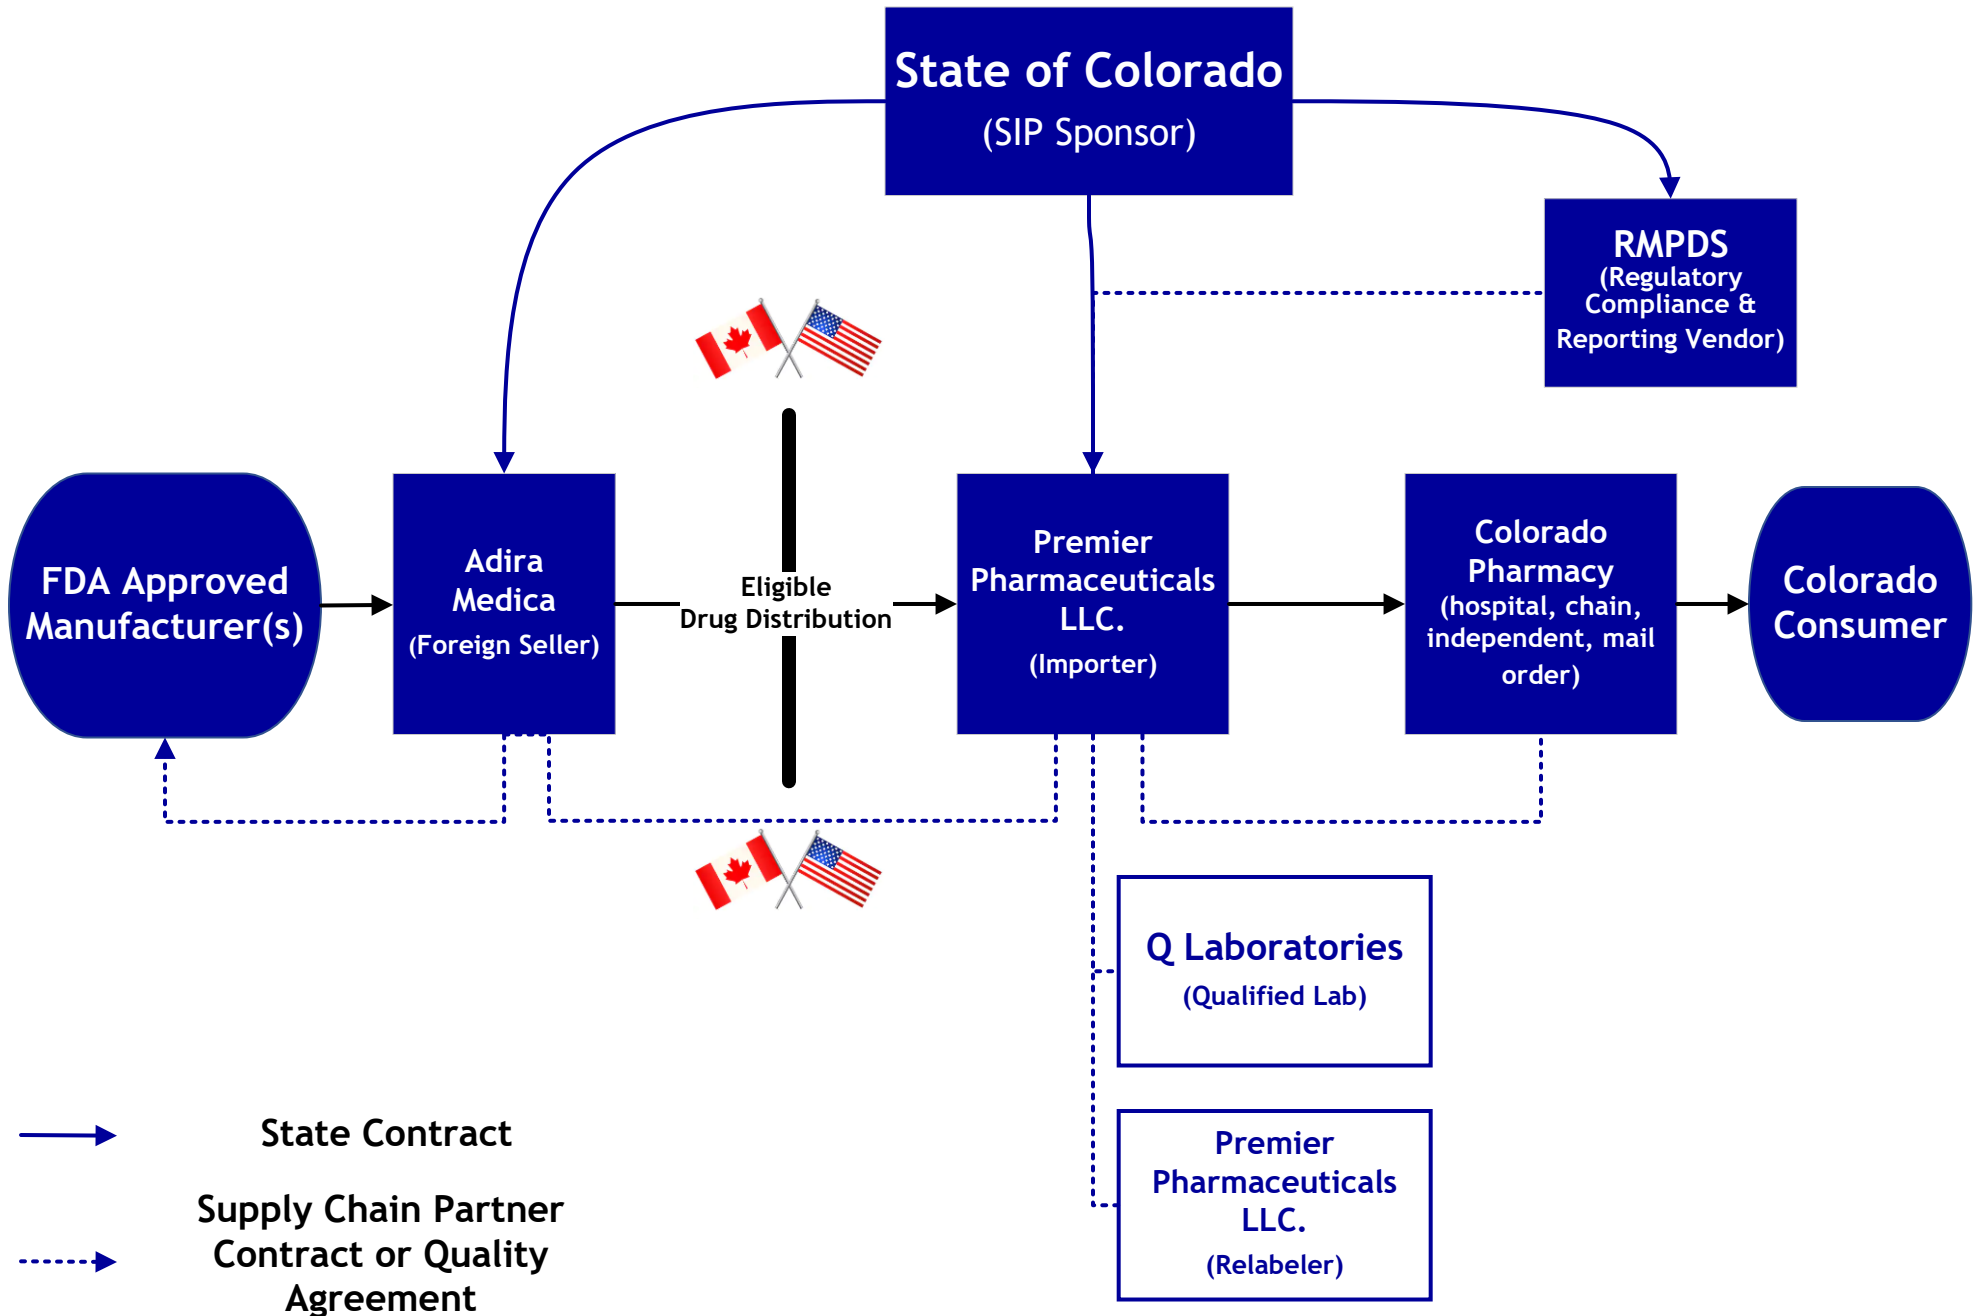 State of Colorado
(SIP Sponsor)
RMPDS
(Regulatory
Compliance &
Reporting Vendor)
FDA Approved
Manufacturer(s)
Adira
Medica
(Foreign Seller)
Eligible
Drug Distribution
Premier
Pharmaceuticals
LLC.
(Importer)
Colorado
Pharmacy
(hospital, chain,
independent, mail
order)
Colorado
Consumer
Q Laboratories
(Qualified Lab)
Premier
Pharmaceuticals
LLC.
(Relabeler)
State Contract
Supply Chain Partner
Contract or Quality
Agreement